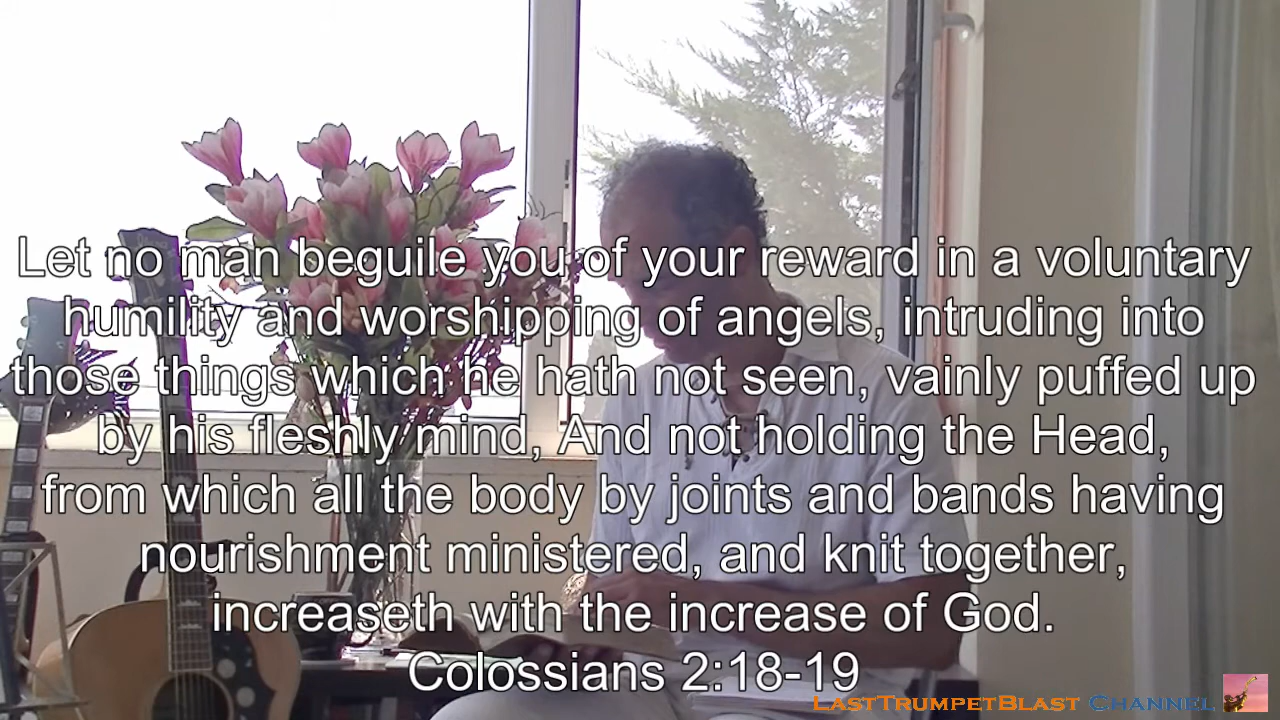 Let no man beguile you of your reward in a voluntary
humility and worshipping of angels, intruding into
those things which he hath not seen, vainly puffed up
by his fleshly mind, And not holding the Head,
from which all the body by joints and bands having
nourishment ministered, and knit together,
increaseth with the increase of God.
Colossians 2:18-19
LastTrumpetBlast Channel